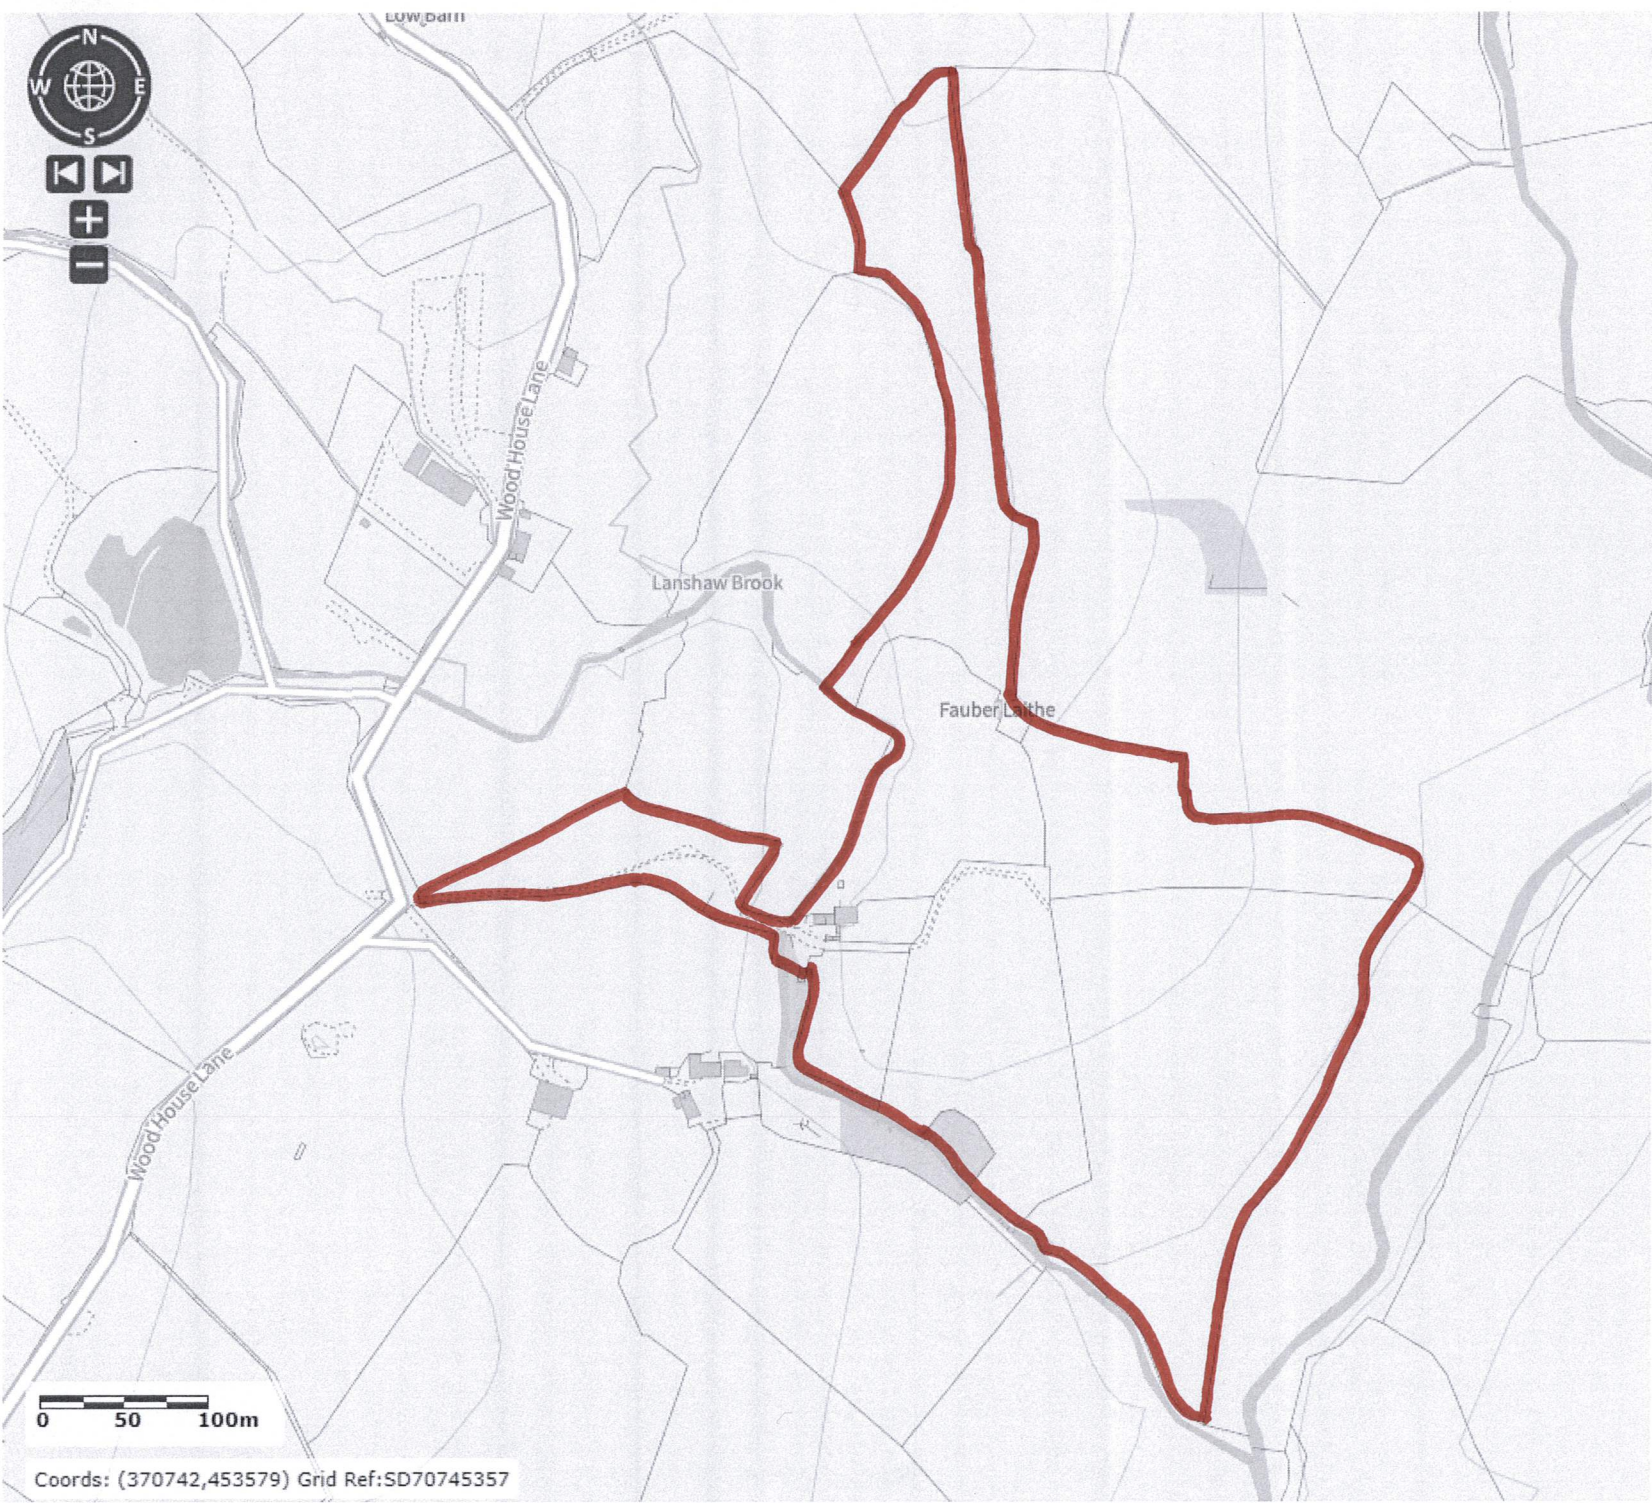 Low Barn
N
W E
S
Wood House Lane
Lanshaw Brook
Fauber Laithe
Wood House Lane
0 50 100m
Coords: (370742,453579) Grid Ref:SD70745357